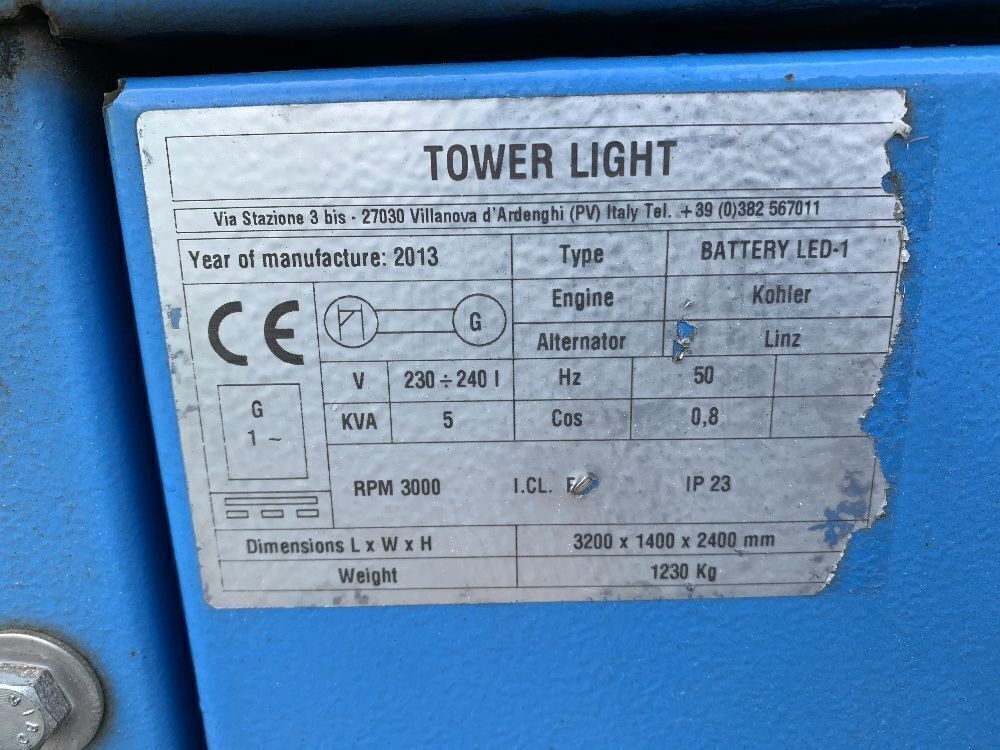 TOWER LIGHT
Via Stazione 3 bis - 27030 Villanova d'Ardenghi (PV) Italy Tel. +39 (0)382 567011
Year of manufacture: 2013 Type BATTERY LED-1
CE G Engine Kohler
Alternator Linz
V 230 ÷ 240 I Hz 50
G 1 ~ KVA 5 Cos 0,8
RPM 3000 I.CL. IP 23
Dimensions L x W x H 3200 x 1400 x 2400 mm
Weight 1230 Kg